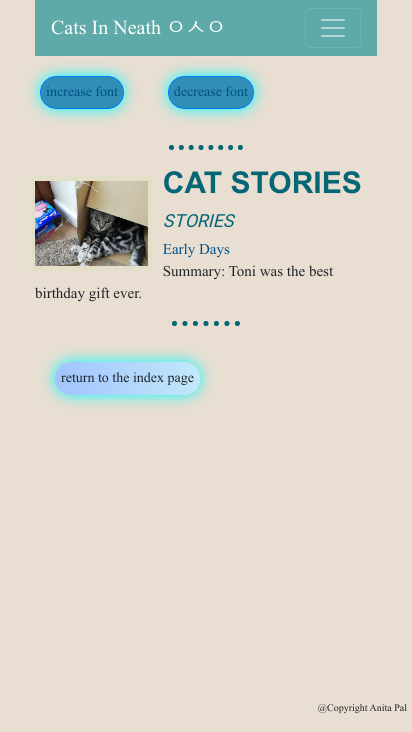 Cats In Neath ㅇㅅㅇ
increase font decrease font
CAT STORIES
STORIES
Early Days
Summary: Toni was the best
birthday gift ever.
return to the index page
@Copyright Anita Pal